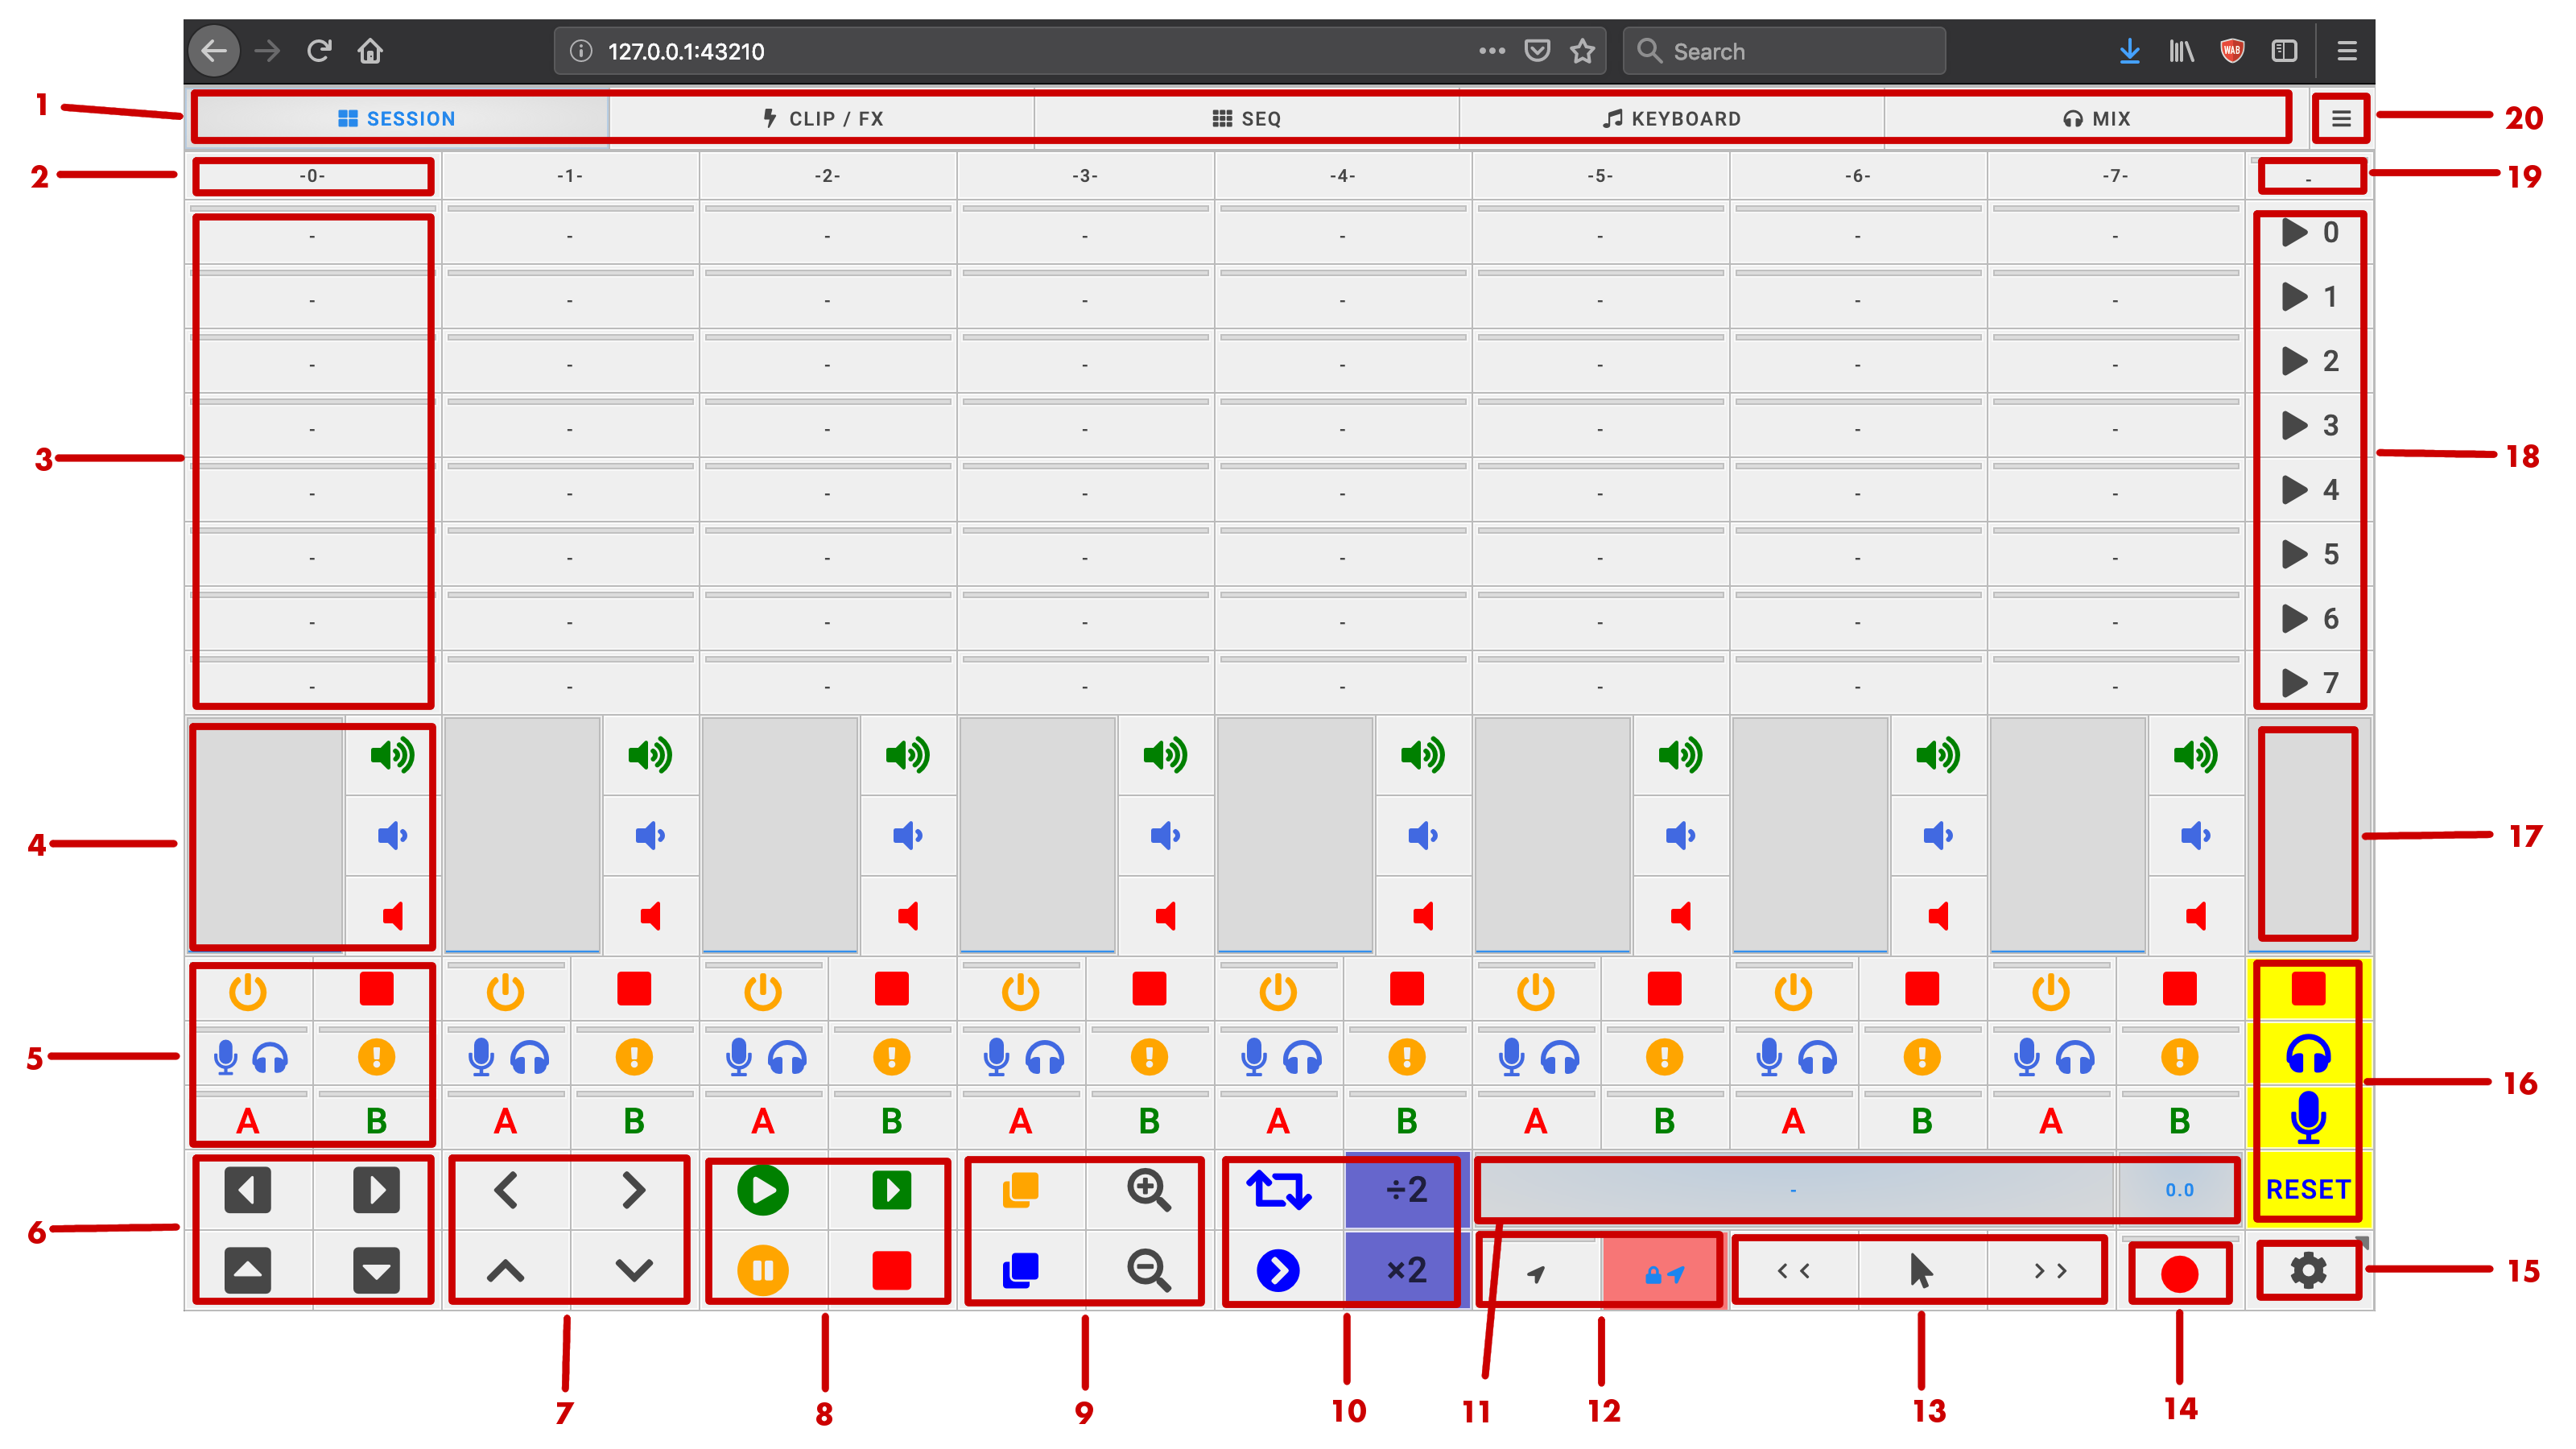 127.0.0.1:43210
Search
WAB
1
SESSION
CLIP / FX
SEQ
KEYBOARD
MIX
20
2
-0-
-1-
-2-
-3-
-4-
-5-
-6-
-7-
-
19
- - - - - - - - 0
- - - - - - - - 1
- - - - - - - - 2
- - - - - - - - 3
3
18
- - - - - - - - 4
- - - - - - - - 5
- - - - - - - - 6
- - - - - - - - 7
4
17
5
16
A B A B A B A B A B A B A B A B
6
÷2
-
0.0
RESET
×2
< <
> >
15
7
8
9
10
11
12
13
14